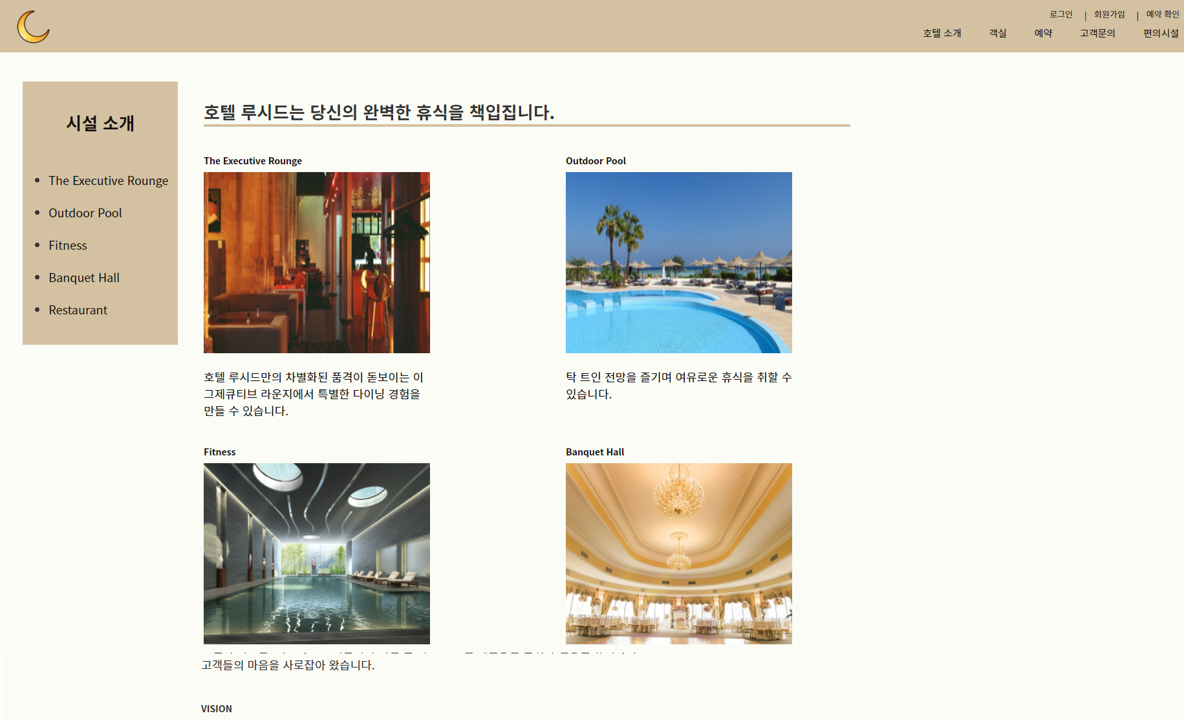 로그인 | 회원가입 | 예약 확인
호텔 소개 객실 예약 고객문의 편의시설
시설 소개
• The Executive Rounge
• Outdoor Pool
• Fitness
• Banquet Hall
• Restaurant
호텔 루시드는 당신의 완벽한 휴식을 책입집니다.
The Executive Rounge
호텔 루시드만의 차별화된 품격이 돋보이는 이
그제큐티브 라운지에서 특별한 다이닝 경험을
만들 수 있습니다.
Outdoor Pool
탁 트인 전망을 즐기며 여유로운 휴식을 취할 수
있습니다.
Fitness
Banquet Hall
고객들의 마음을 사로잡아 왔습니다.
VISION